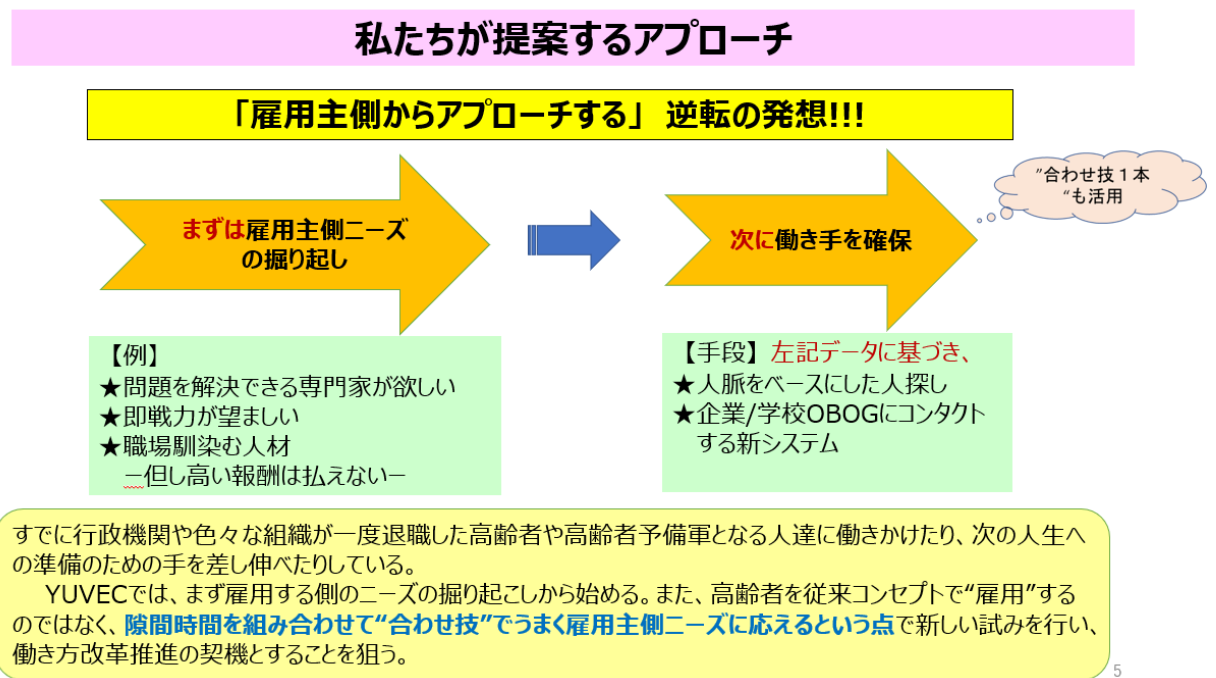 私たちが提案するアプローチ
「雇用主側からアプローチする」 逆転の発想!!!
まずは雇用主側ニーズ
の掘り起し
次に働き手を確保
”合わせ技１本
“も活用
【例】
★問題を解決できる専門家が欲しい
★即戦力が望ましい
★職場馴染む人材
－但し高い報酬は払えない－
【手段】左記データに基づき、
★人脈をベースにした人探し
★企業/学校OBOGにコンタクト
する新システム
すでに行政機関や色々な組織が一度退職した高齢者や高齢者予備軍となる人達に働きかけたり、次の人生へ
の準備のための手を差し伸べたりしている。
YUVECでは、まず雇用する側のニーズの掘り起こしから始める。また、高齢者を従来コンセプトで“雇用”する
のではなく、隙間時間を組み合わせて“合わせ技”でうまく雇用主側ニーズに応えるという点で新しい試みを行い、
働き方改革推進の契機とすることを狙う。
5